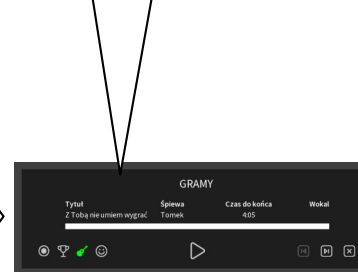 GRAMY
Tytuł Śpiewa Czas do końca Wokal
Z Tobą nie umiem wygrać Tomek 4:05